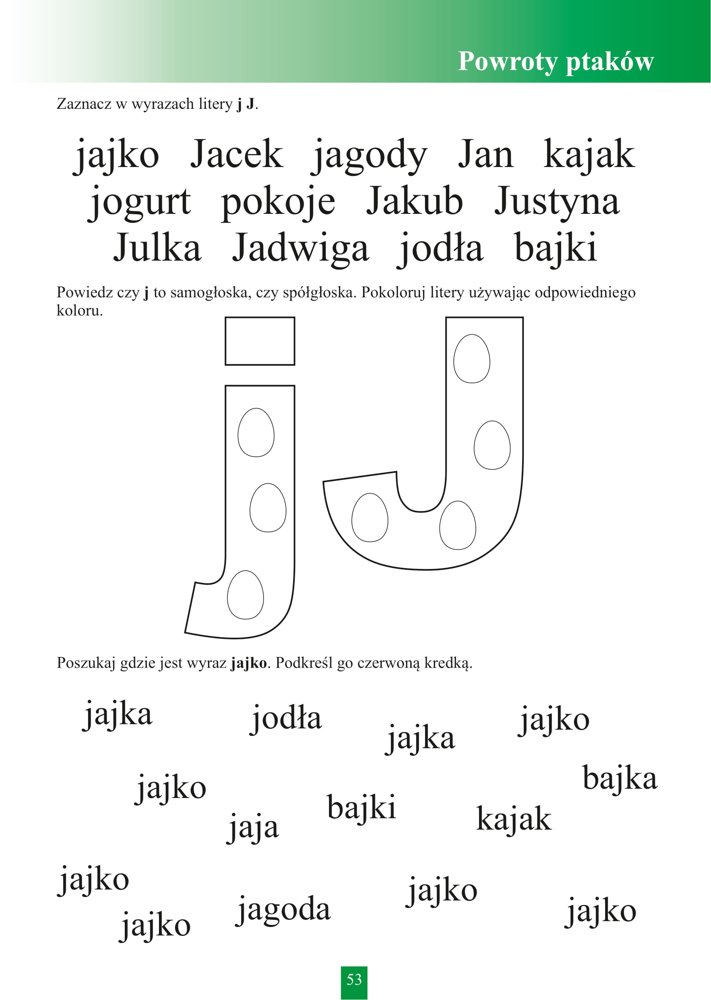 Powroty ptaków
Zaznacz w wyrazach litery j J.
jajko Jacek jagody Jan kajak
jogurt pokoje Jakub Justyna
Julka Jadwiga jodła bajki
Powiedz czy j to samogłoska, czy spółgłoska. Pokoloruj litery używając odpowiedniego
koloru.
j J
Poszukaj gdzie jest wyraz jajko. Podkreśl go czerwoną kredką.
jajka jodła jajka jajko
jajko jaja bajki kajak bajka
jajko jajko jagoda jajko jajko
53